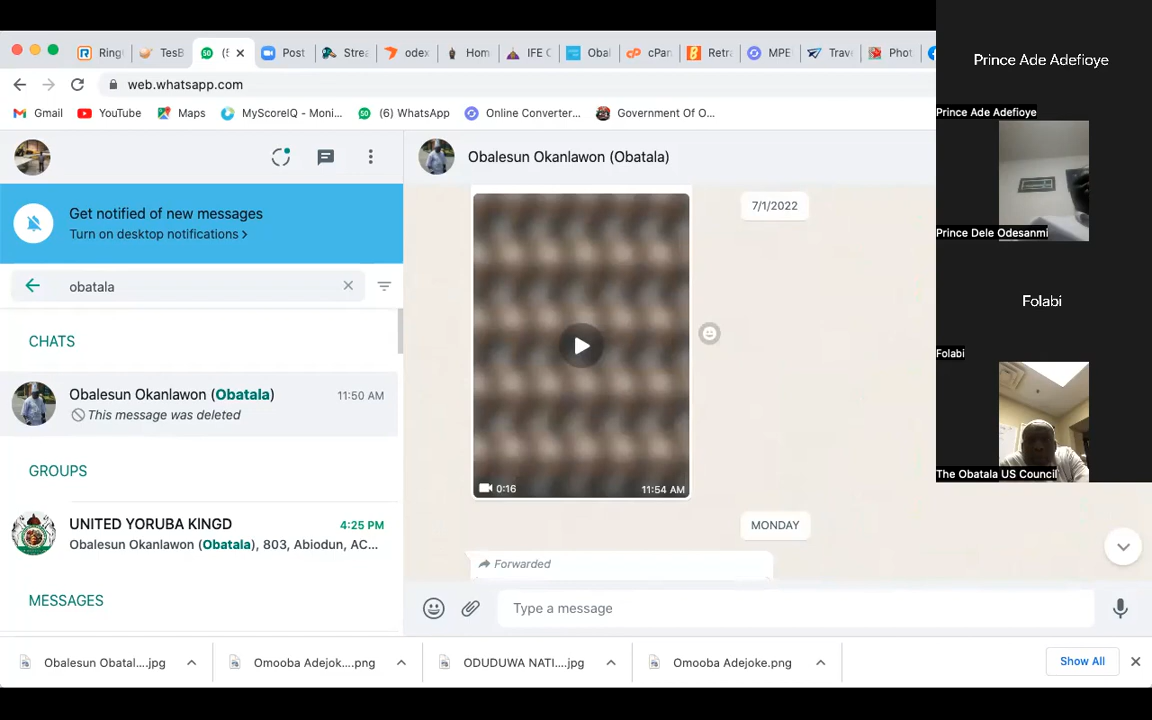 Ring
TesB
(5
Post
Strea
odex
Hom
IFE C
Obal
cPan
Retra
MPE
Trave
Phot
web.whatsapp.com
Gmail
YouTube
Maps
MyScoreIQ - Moni...
(6) WhatsApp
Online Converter...
Government Of O...
Get notified of new messages
Turn on desktop notifications >
obatala
CHATS
Obalesun Okanlawon (Obatala)
11:50 AM
This message was deleted
GROUPS
UNITED YORUBA KINGD
4:25 PM
Obalesun Okanlawon (Obatala), 803, Abiodun, AC...
MESSAGES
Obalesun Okanlawon (Obatala)
7/1/2022
0:16
11:54 AM
MONDAY
Forwarded
Type a message
Prince Ade Adefioye
Prince Ade Adefioye
Prince Dele Odesanmi
Folabi
Folabi
The Obatala US Council
Obalesun Obatal....jpg
Omooba Adejok....png
ODUDUWA NATI....jpg
Omooba Adejoke.png
Show All